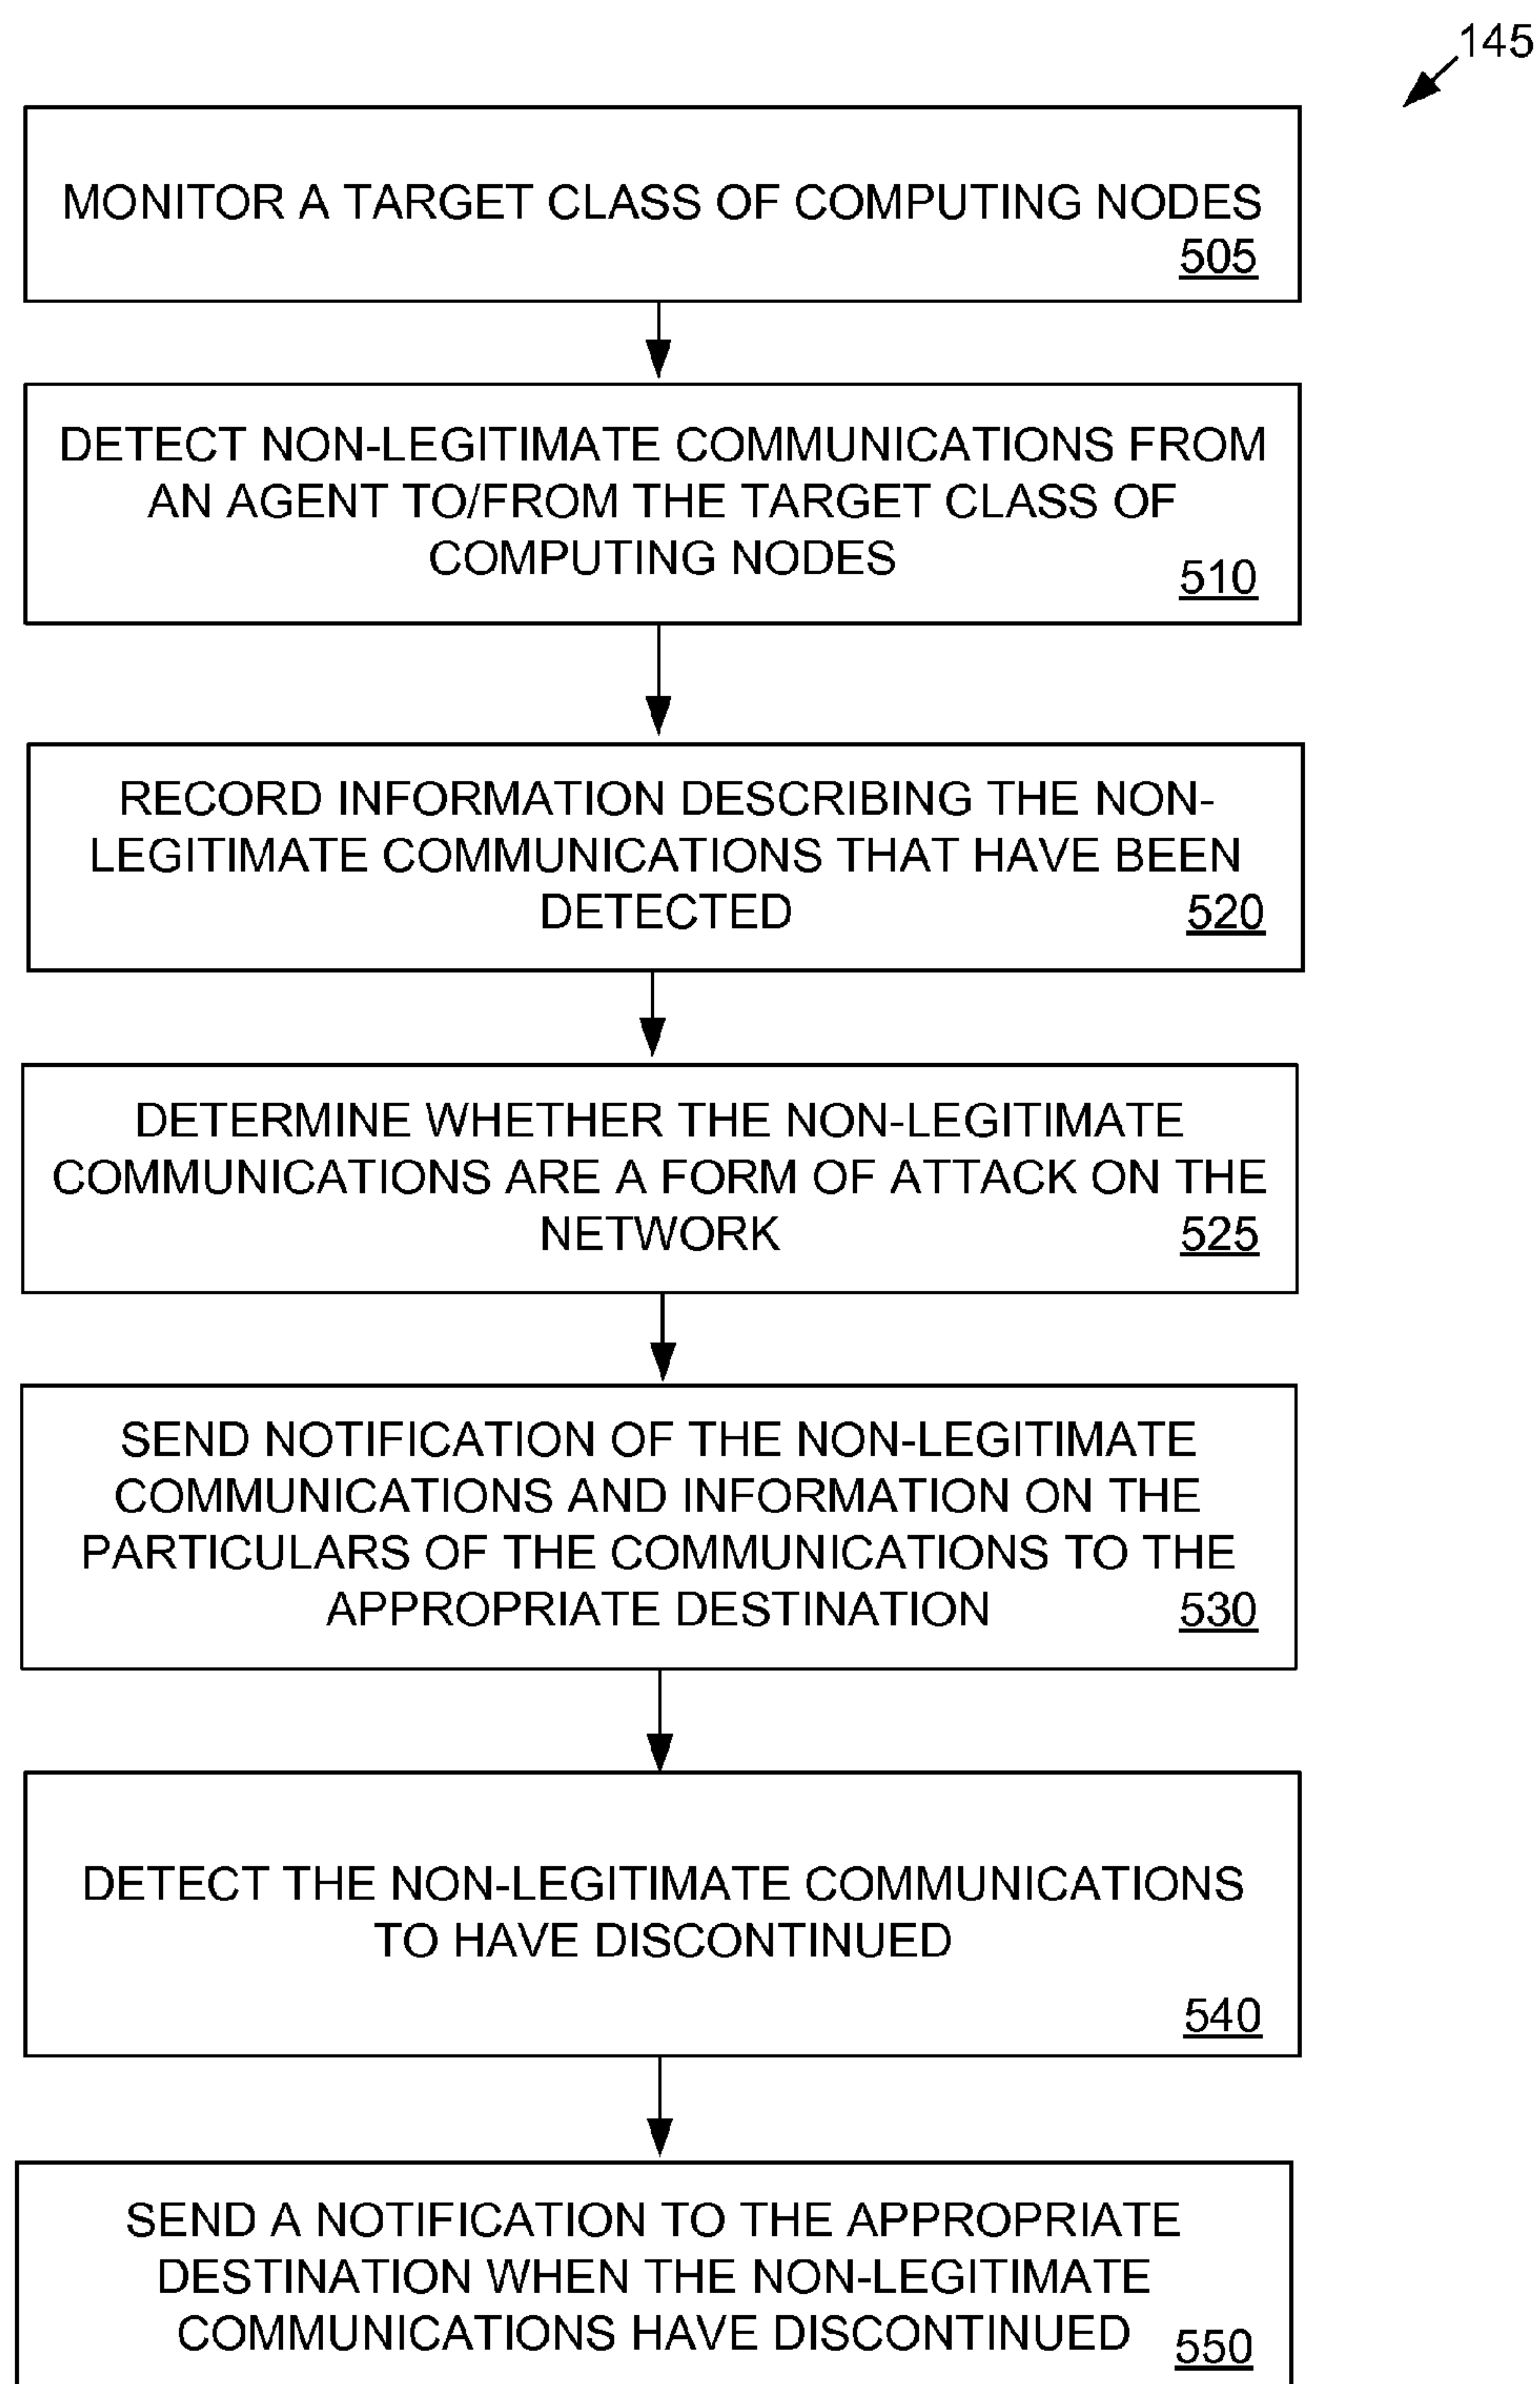 145
MONITOR A TARGET CLASS OF COMPUTING NODES
505
DETECT NON-LEGITIMATE COMMUNICATIONS FROM
AN AGENT TO/FROM THE TARGET CLASS OF
COMPUTING NODES
510
RECORD INFORMATION DESCRIBING THE NON-
LEGITIMATE COMMUNICATIONS THAT HAVE BEEN
DETECTED
520
DETERMINE WHETHER THE NON-LEGITIMATE
COMMUNICATIONS ARE A FORM OF ATTACK ON THE
NETWORK
525
SEND NOTIFICATION OF THE NON-LEGITIMATE
COMMUNICATIONS AND INFORMATION ON THE
PARTICULARS OF THE COMMUNICATIONS TO THE
APPROPRIATE DESTINATION
530
DETECT THE NON-LEGITIMATE COMMUNICATIONS
TO HAVE DISCONTINUED
540
SEND A NOTIFICATION TO THE APPROPRIATE
DESTINATION WHEN THE NON-LEGITIMATE
COMMUNICATIONS HAVE DISCONTINUED
550